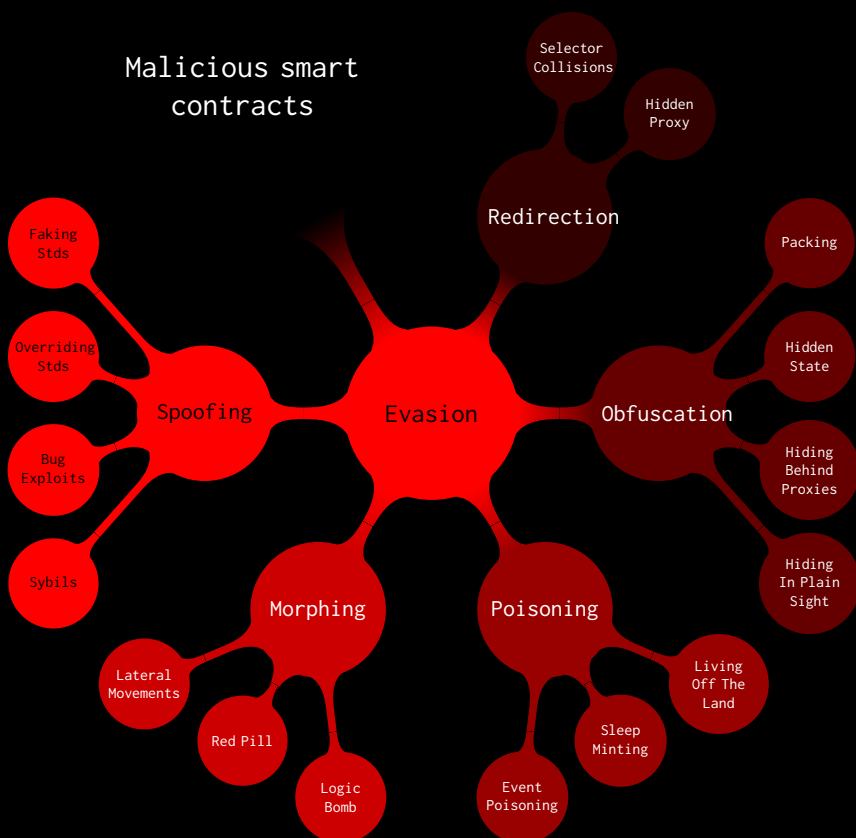 Malicious smart
contracts
Selector
Collisions
Hidden
Proxy
Redirection
Faking
Stds
Packing
Overriding
Stds
Hidden
State
Spoofing
Evasion
Obfuscation
Bug
Exploits
Hiding
Behind
Proxies
Sybils
Hiding
In Plain
Sight
Morphing
Poisoning
Lateral
Movements
Living
Off The
Land
Red Pill
Sleep
Minting
Logic
Bomb
Event
Poisoning